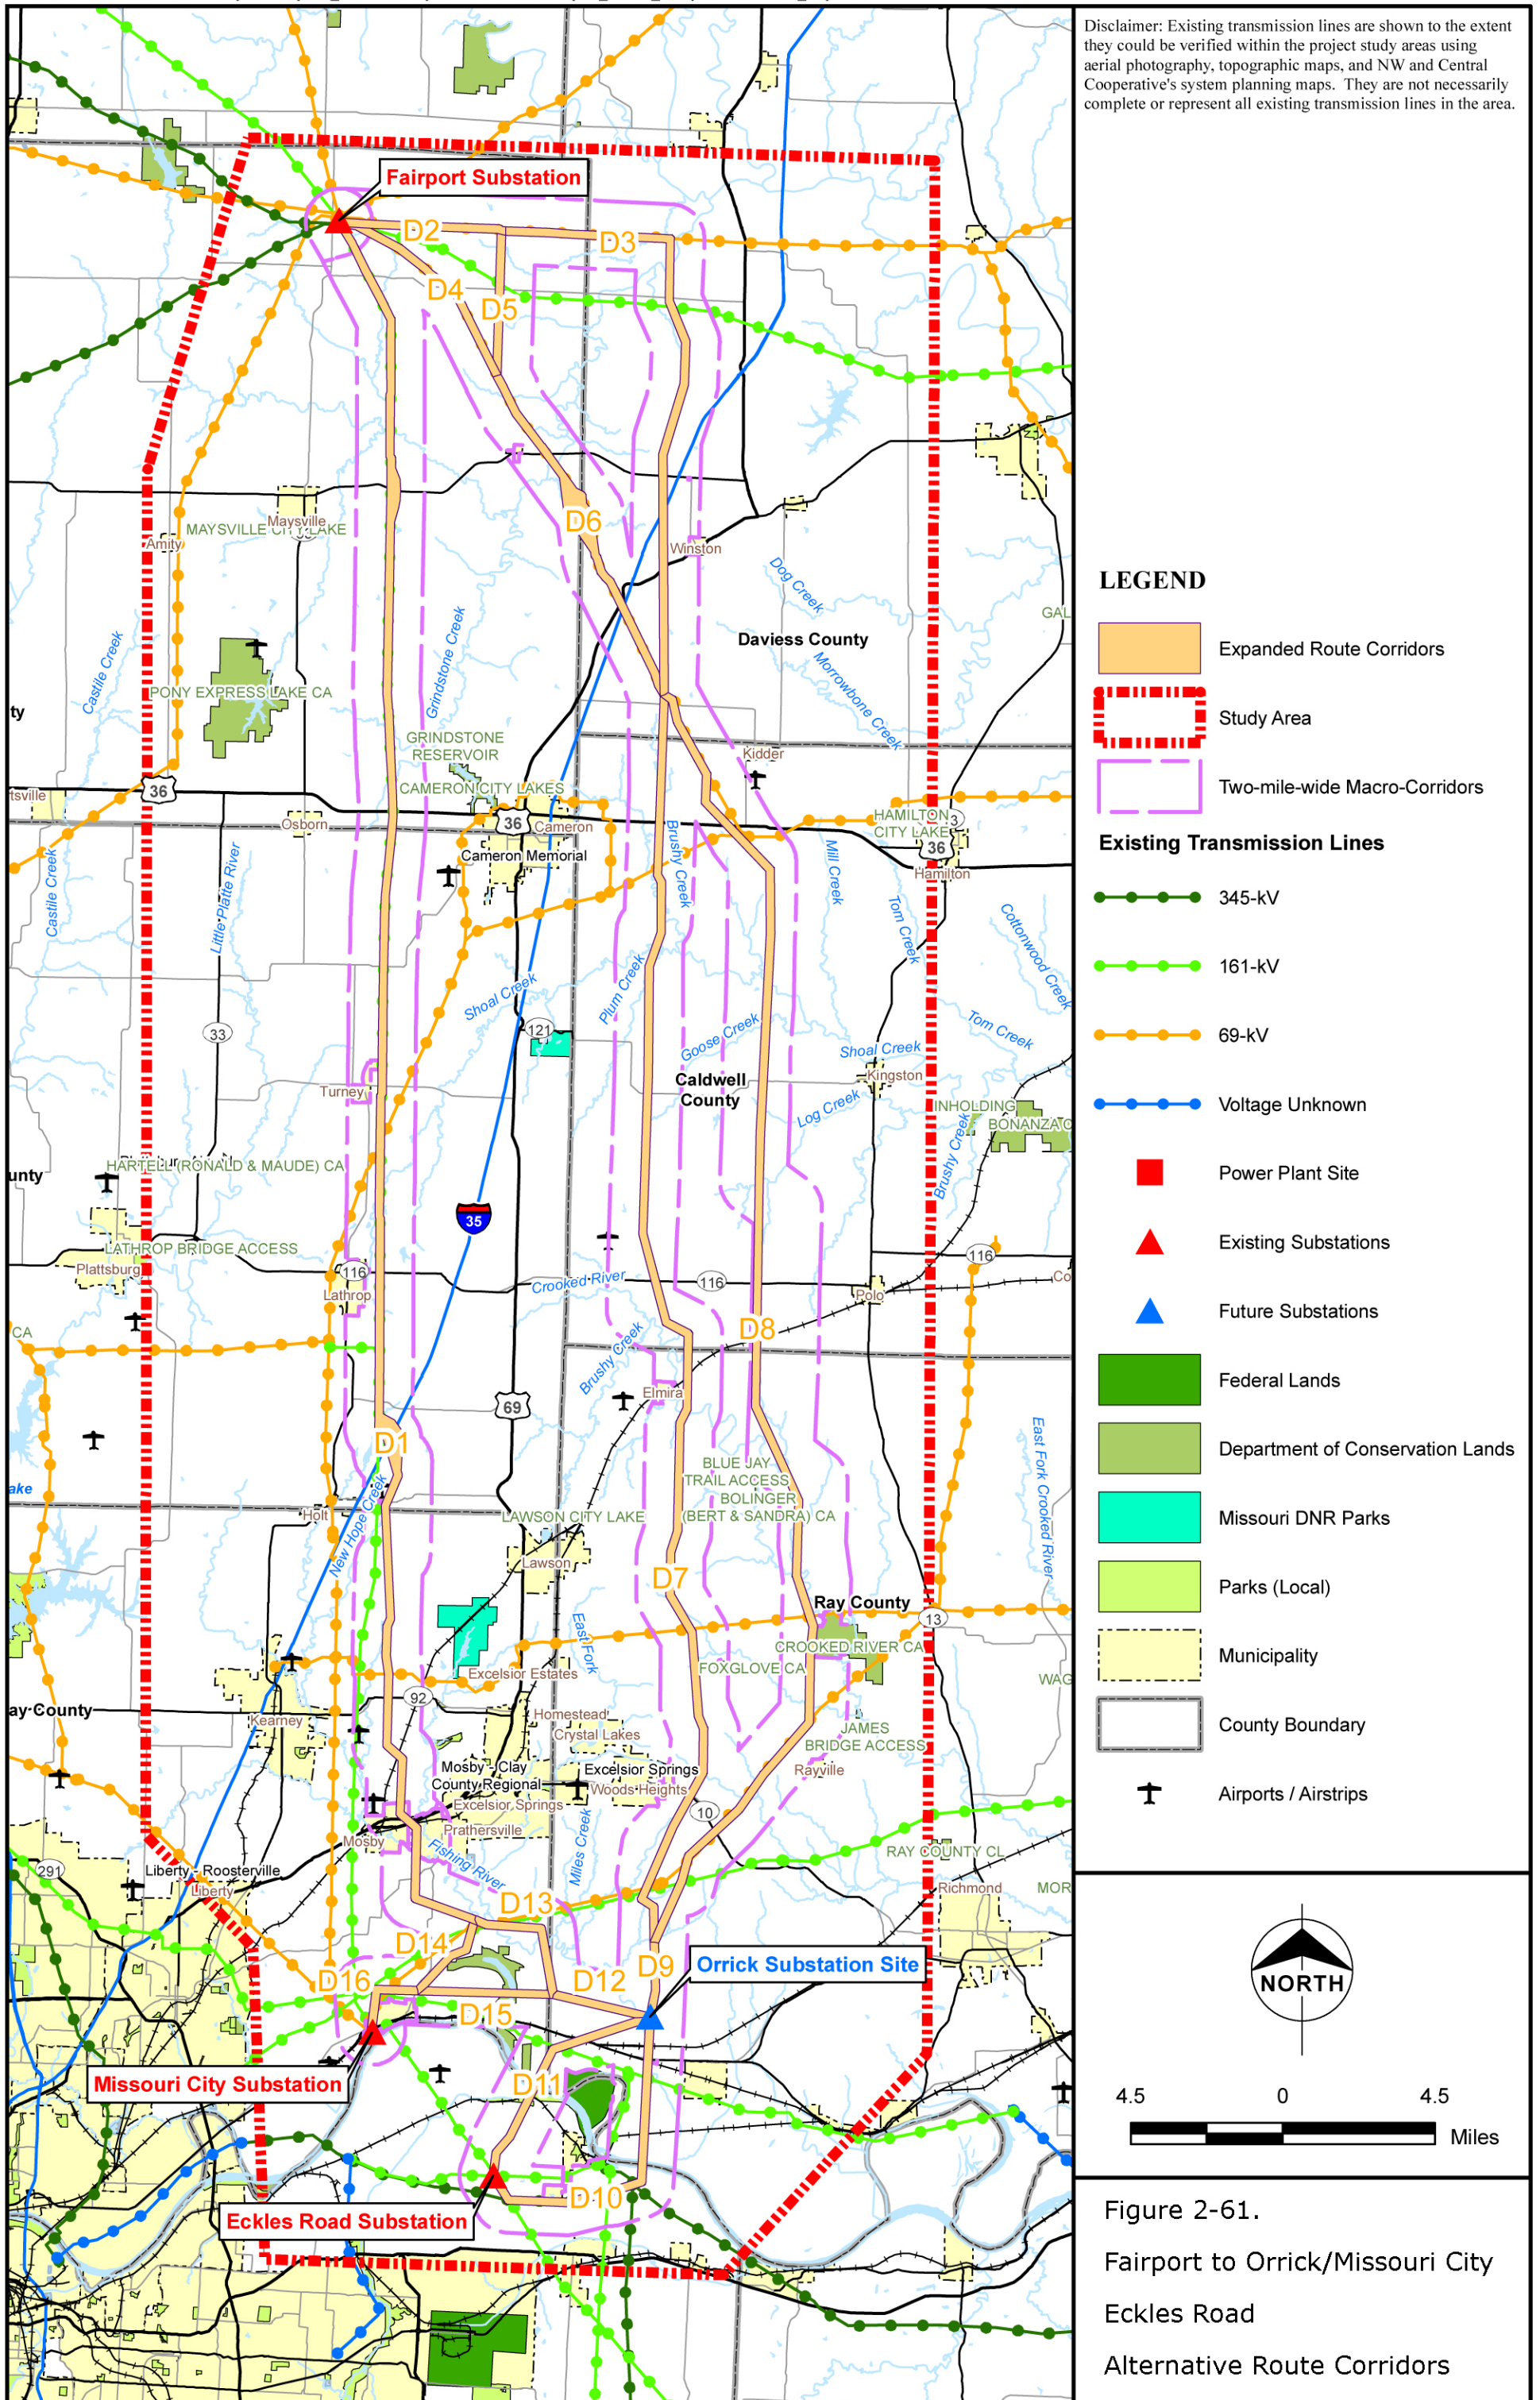 Disclaimer: Existing transmission lines are shown to the extent
they could be verified within the project study areas using
aerial photography, topographic maps, and NW and Central
Cooperative's system planning maps.  They are not necessarily
complete or represent all existing transmission lines in the area.
Fairport Substation
D2
D3
D4
D5
D6
Maysville
MAYSVILLE CITY LAKE
Amity
Winston
Dog Creek
GAL
Daviess County
Castile Creek
Grindstone Creek
Morrowbone Creek
PONY EXPRESS LAKE CA
ty
GRINDSTONE
RESERVOIR
Kidder
CAMERON CITY LAKES
36
tsville
HAMILTON
CITY LAKE
Osborn
36
Cameron
36
Cameron Memorial
Hamilton
Castile Creek
Little Platte River
Brushy Creek
Mill Creek
Tom Creek
Cottonwood Creek
Shoal Creek
Plum Creek
33
121
Goose Creek
Tom Creek
Shoal Creek
Kingston
Caldwell
County
Turney
Log Creek
INHOLDING
BONANZA C
Brushy Creek
HARTELL (RONALD & MAUDE) CA
unty
35
LATHROP BRIDGE ACCESS
Plattsburg
116
116
116
Crooked River
Lathrop
Polo
Co
CA
D8
Brushy Creek
Elmira
69
D1
East Fork Crooked River
BLUE JAY
TRAIL ACCESS
BOLINGER
(BERT & SANDRA) CA
ake
New Hope Creek
Holt
LAWSON CITY LAKE
Lawson
D7
Ray County
13
East Fork
CROOKED RIVER CA
FOXGLOVE CA
Excelsior Estates
WAG
92
ay County
Kearney
Homestead
Crystal Lakes
JAMES
BRIDGE ACCESS
Mosby - Clay
County Regional
Excelsior Springs
Rayville
Woods Heights
Excelsior Springs
10
Prathersville
Mosby
Fishing River
Miles Creek
RAY COUNTY CL
291
Liberty - Roosterville
Liberty
Richmond
MOR
D13
D14
D9
Orrick Substation Site
D16
D12
D15
Missouri City Substation
D11
D10
Eckles Road Substation
LEGEND
Expanded Route Corridors
Study Area
Two-mile-wide Macro-Corridors
Existing Transmission Lines
345-kV
161-kV
69-kV
Voltage Unknown
Power Plant Site
Existing Substations
Future Substations
Federal Lands
Department of Conservation Lands
Missouri DNR Parks
Parks (Local)
Municipality
County Boundary
Airports / Airstrips
NORTH
4.5 0 4.5
Miles
Figure 2-61.
Fairport to Orrick/Missouri City
Eckles Road
Alternative Route Corridors